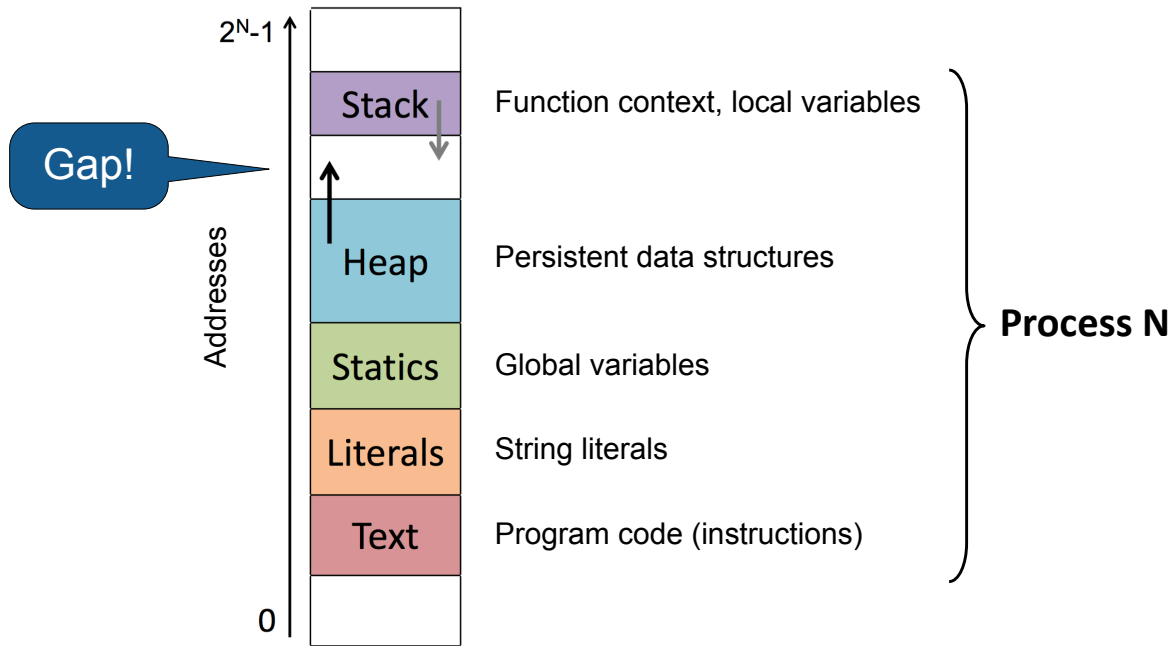 2ᴺ-1
Stack
Function context, local variables
Gap!
Addresses
Heap
Persistent data structures
Process N
Statics
Global variables
Literals
String literals
Text
Program code (instructions)
0